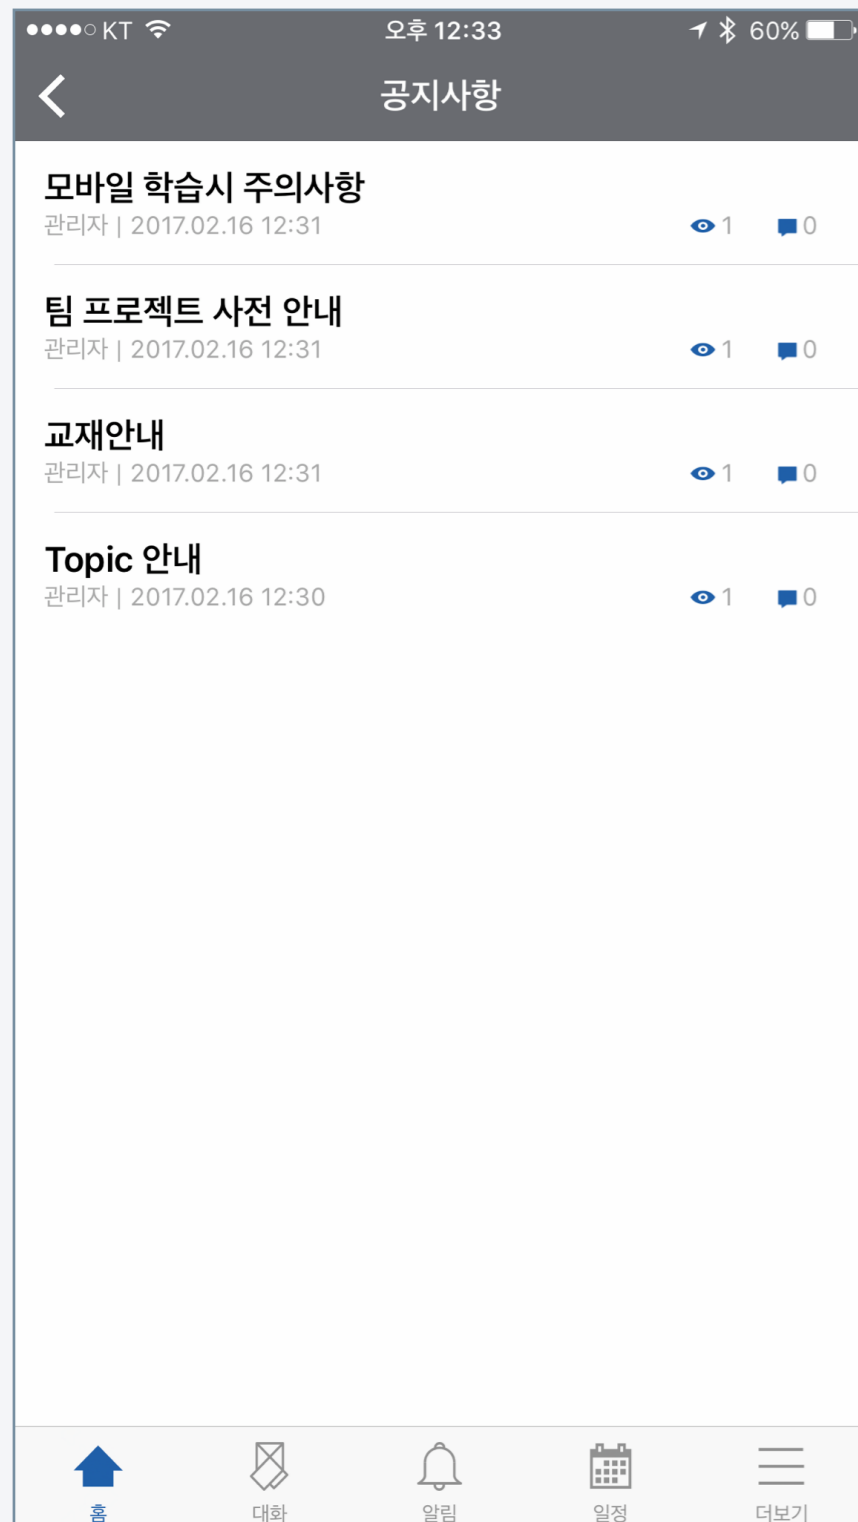 KT 오후 12:33 60%
공지사항
모바일 학습시 주의사항
관리자 | 2017.02.16 12:31 1 0
팀 프로젝트 사전 안내
관리자 | 2017.02.16 12:31 1 0
교재안내
관리자 | 2017.02.16 12:31 1 0
Topic 안내
관리자 | 2017.02.16 12:30 1 0
홈 대화 알림 일정 더보기